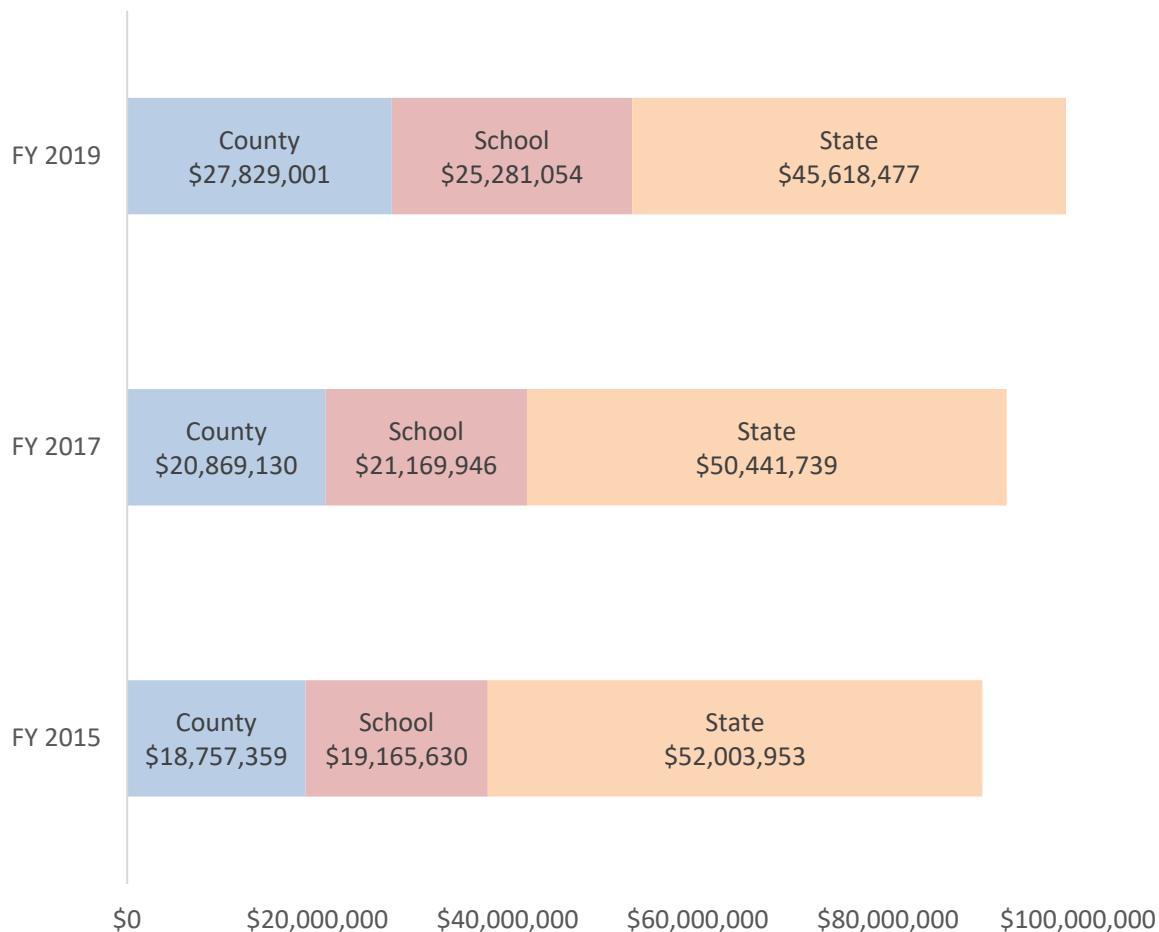 FY 2019
County
$27,829,001
School
$25,281,054
State
$45,618,477
FY 2017
County
$20,869,130
School
$21,169,946
State
$50,441,739
FY 2015
County
$18,757,359
School
$19,165,630
State
$52,003,953
$0
$20,000,000
$40,000,000
$60,000,000
$80,000,000
$100,000,000